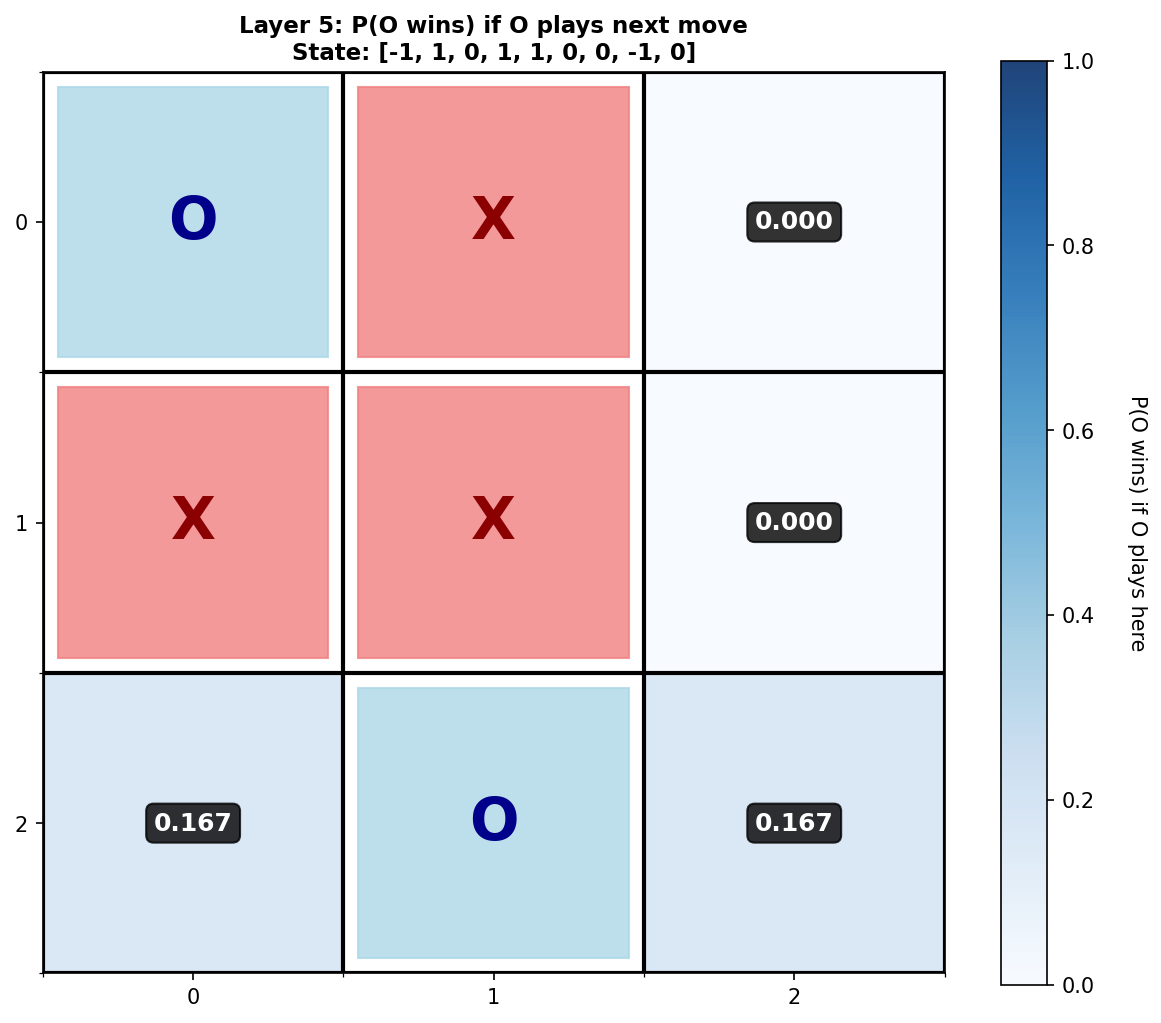 Layer 5: P(O wins) if O plays next move
State: [-1, 1, 0, 1, 1, 0, 0, -1, 0]
O
X
0.000
X
X
0.000
0.167
O
0.167
0
1
2
0
1
2
1.0
0.8
0.6
0.4
0.2
0.0
P(O wins) if O plays here